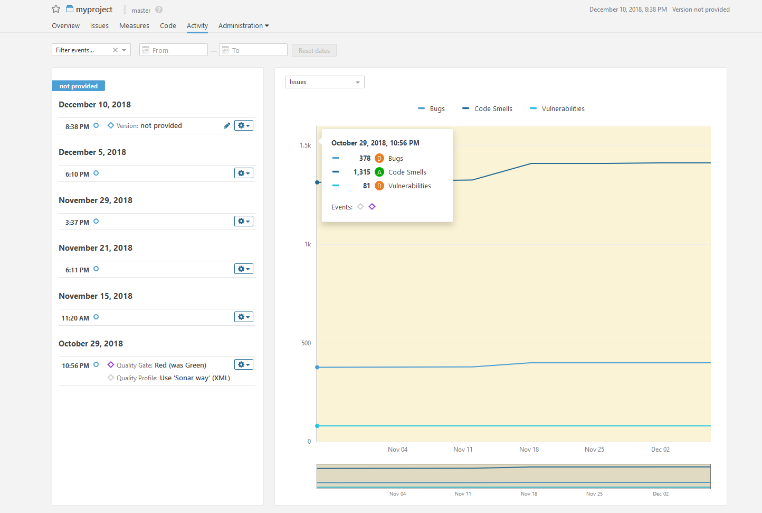 myproject master ?
December 10, 2018, 8:38 PM Version not provided
Overview Issues Measures Code Activity Administration
Filter events... From — To Reset dates
not provided
December 10, 2018
8:38 PM Version: not provided
December 5, 2018
6:10 PM
November 29, 2018
3:37 PM
November 21, 2018
6:11 PM
November 15, 2018
11:20 AM
October 29, 2018
10:56 PM Quality Gate: Red (was Green)
Quality Profile: Use 'Sonar way' (XML)
Issues
Bugs Code Smells Vulnerabilities
1.5k
1k
500
0
October 29, 2018, 10:56 PM
378 D Bugs
1,315 A Code Smells
81 D Vulnerabilities
Events:
Nov 04 Nov 11 Nov 18 Nov 25 Dec 02
Nov 04 Nov 11 Nov 18 Nov 25 Dec 02